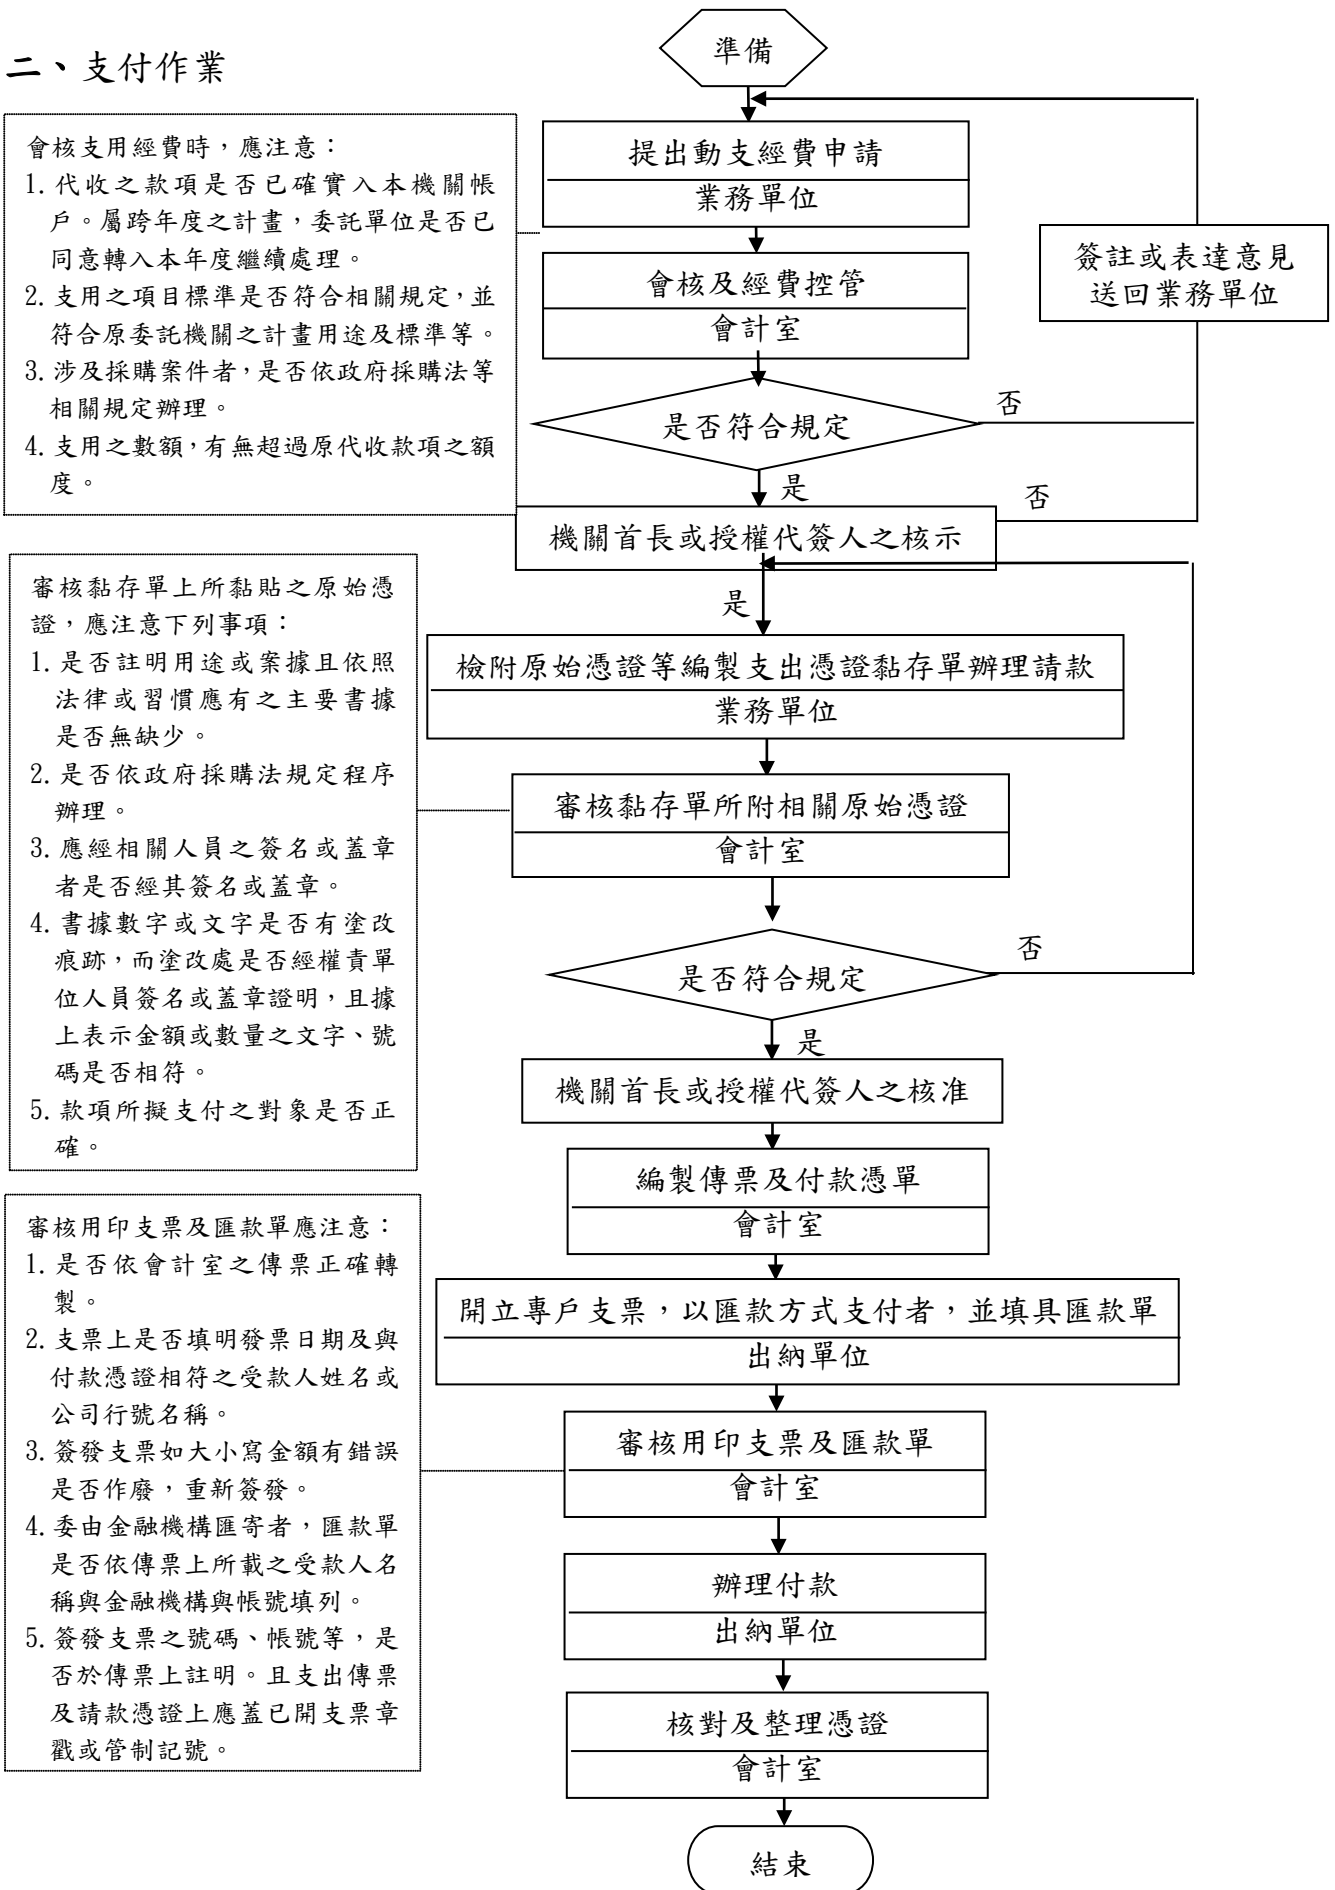 準備
二、支付作業
會核支用經費時，應注意：
1. 代收之款項是否已確實入本機關帳
戶。屬跨年度之計畫，委託單位是否已
同意轉入本年度繼續處理。
2. 支用之項目標準是否符合相關規定，並
符合原委託機關之計畫用途及標準等。
3. 涉及採購案件者，是否依政府採購法等
相關規定辦理。
4. 支用之數額，有無超過原代收款項之額
度。
提出動支經費申請
業務單位
簽註或表達意見
送回業務單位
會核及經費控管
會計室
是否符合規定
否
是
機關首長或授權代簽人之核示
否
是
審核黏存單上所黏貼之原始憑
證，應注意下列事項：
1. 是否註明用途或案據且依照
法律或習慣應有之主要書據
是否無缺少。
2. 是否依政府採購法規定程序
辦理。
3. 應經相關人員之簽名或蓋章
者是否經其簽名或蓋章。
4. 書據數字或文字是否有塗改
痕跡，而塗改處是否經權責單
位人員簽名或蓋章證明，且據
上表示金額或數量之文字、號
碼是否相符。
5. 款項所擬支付之對象是否正
確。
檢附原始憑證等編製支出憑證黏存單辦理請款
業務單位
審核黏存單所附相關原始憑證
會計室
是否符合規定
否
是
機關首長或授權代簽人之核准
編製傳票及付款憑單
會計室
審核用印支票及匯款單應注意：
1. 是否依會計室之傳票正確轉
製。
2. 支票上是否填明發票日期及與
付款憑證相符之受款人姓名或
公司行號名稱。
3. 簽發支票如大小寫金額有錯誤
是否作廢，重新簽發。
4. 委由金融機構匯寄者，匯款單
是否依傳票上所載之受款人名
稱與金融機構與帳號填列。
5. 簽發支票之號碼、帳號等，是
否於傳票上註明。且支出傳票
及請款憑證上應蓋已開支票章
戳或管制記號。
開立專戶支票，以匯款方式支付者，並填具匯款單
出納單位
審核用印支票及匯款單
會計室
辦理付款
出納單位
核對及整理憑證
會計室
結束